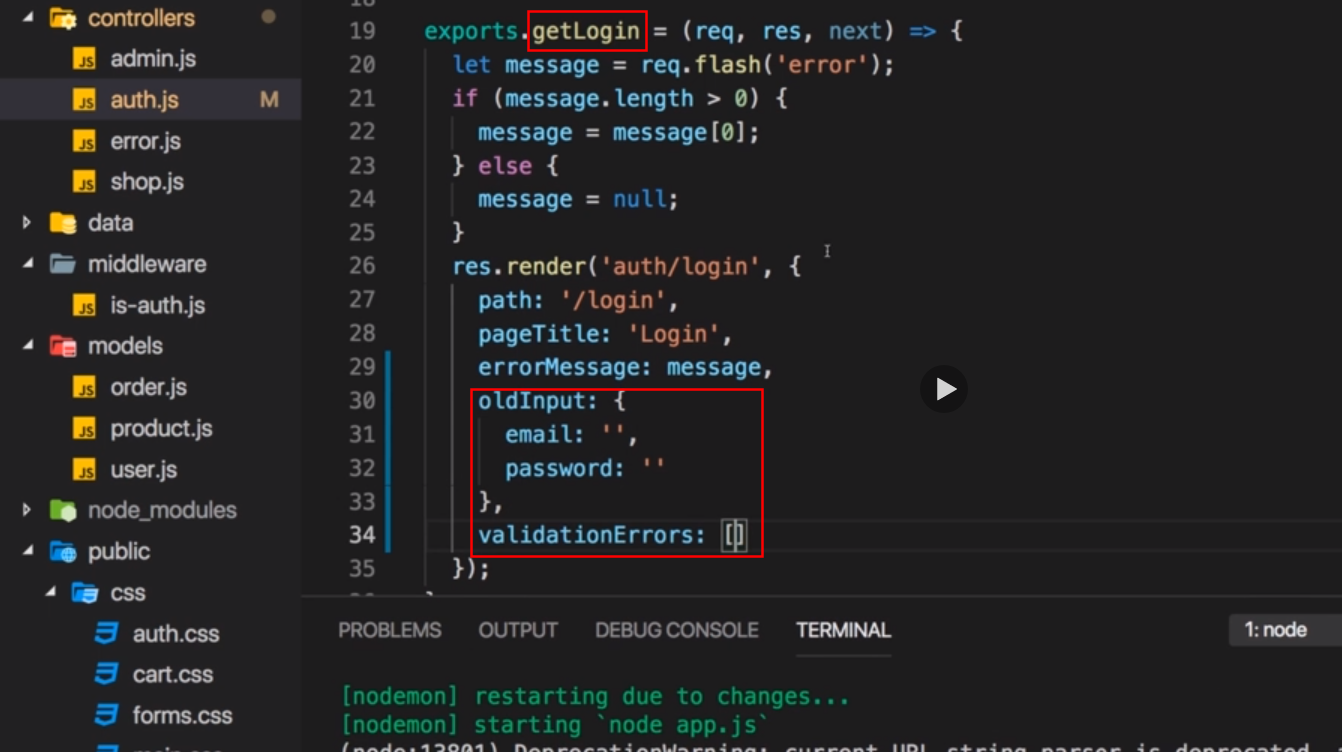 controllers
admin.js
auth.js M
error.js
shop.js
data
middleware
is-auth.js
models
order.js
product.js
user.js
node_modules
public
css
auth.css
cart.css
forms.css
18
19 exports.getLogin = (req, res, next) => {
20 let message = req.flash('error');
21 if (message.length > 0) {
22 message = message[0];
23 } else {
24 message = null;
25 }
26 res.render('auth/login', {
27 path: '/login',
28 pageTitle: 'Login',
29 errorMessage: message,
30 oldInput: {
31 email: '',
32 password: ''
33 },
34 validationErrors: []
35 });
PROBLEMS OUTPUT DEBUG CONSOLE TERMINAL 1: node
[nodemon] restarting due to changes...
[nodemon] starting `node app.js`
(node:13801) DeprecationWarning: current URL string parser is deprecated